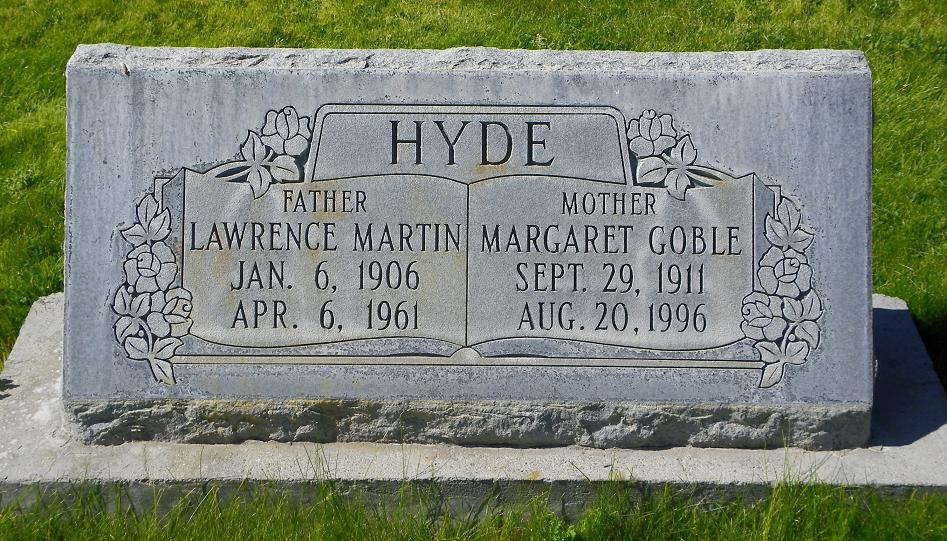 HYDE
FATHER
LAWRENCE MARTIN
JAN. 6, 1906
APR. 6, 1961
MOTHER
MARGARET GOBLE
SEPT. 29, 1911
AUG. 20, 1996